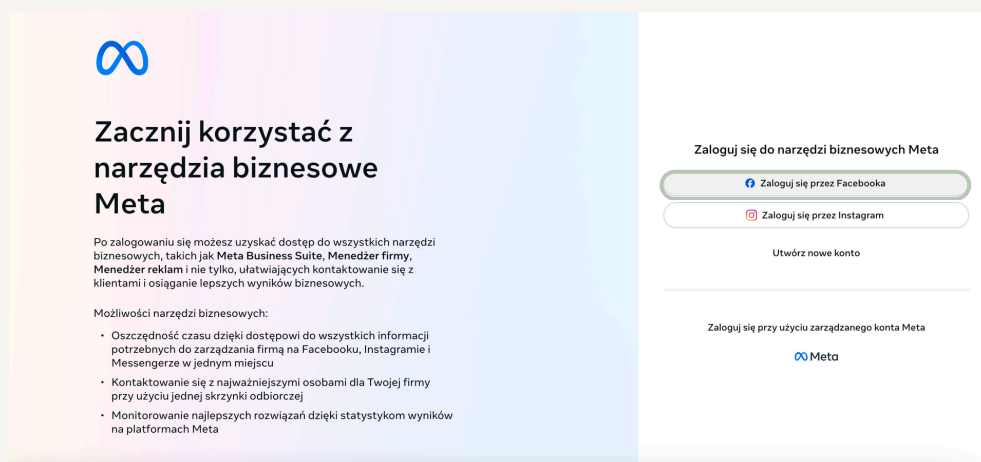 Zacznij korzystać z
narzędzia biznesowe
Meta
Po zalogowaniu się możesz uzyskać dostęp do wszystkich narzędzi
biznesowych, takich jak Meta Business Suite, Menedżer firmy,
Menedżer reklam i nie tylko, ułatwiających kontaktowanie się z
klientami i osiąganie lepszych wyników biznesowych.
Możliwości narzędzi biznesowych:
• Oszczędność czasu dzięki dostępowi do wszystkich informacji
potrzebnych do zarządzania firmą na Facebooku, Instagramie i
Messengerze w jednym miejscu
• Kontaktowanie się z najważniejszymi osobami dla Twojej firmy
przy użyciu jednej skrzynki odbiorczej
• Monitorowanie najlepszych rozwiązań dzięki statystykom wyników
na platformach Meta
Zaloguj się do narzędzi biznesowych Meta
Zaloguj się przez Facebooka
Zaloguj się przez Instagram
Utwórz nowe konto
Zaloguj się przy użyciu zarządzanego konta Meta
Meta